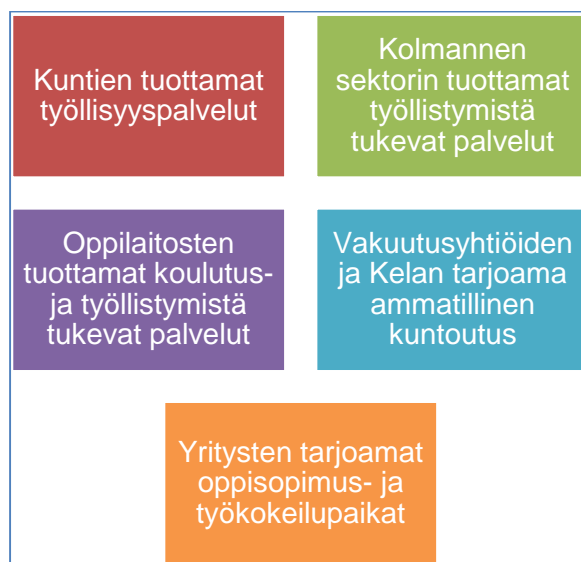 Kuntien tuottamat
työllisyyspalvelut
Kolmannen
sektorin tuottamat
työllistymistä
tukevat palvelut
Oppilaitosten
tuottamat koulutus-
ja työllistymistä
tukevat palvelut
Vakuutusyhtiöiden
ja Kelan tarjoama
ammatillinen
kuntoutus
Yritysten tarjoamat
oppisopimus- ja
työkokeilupaikat